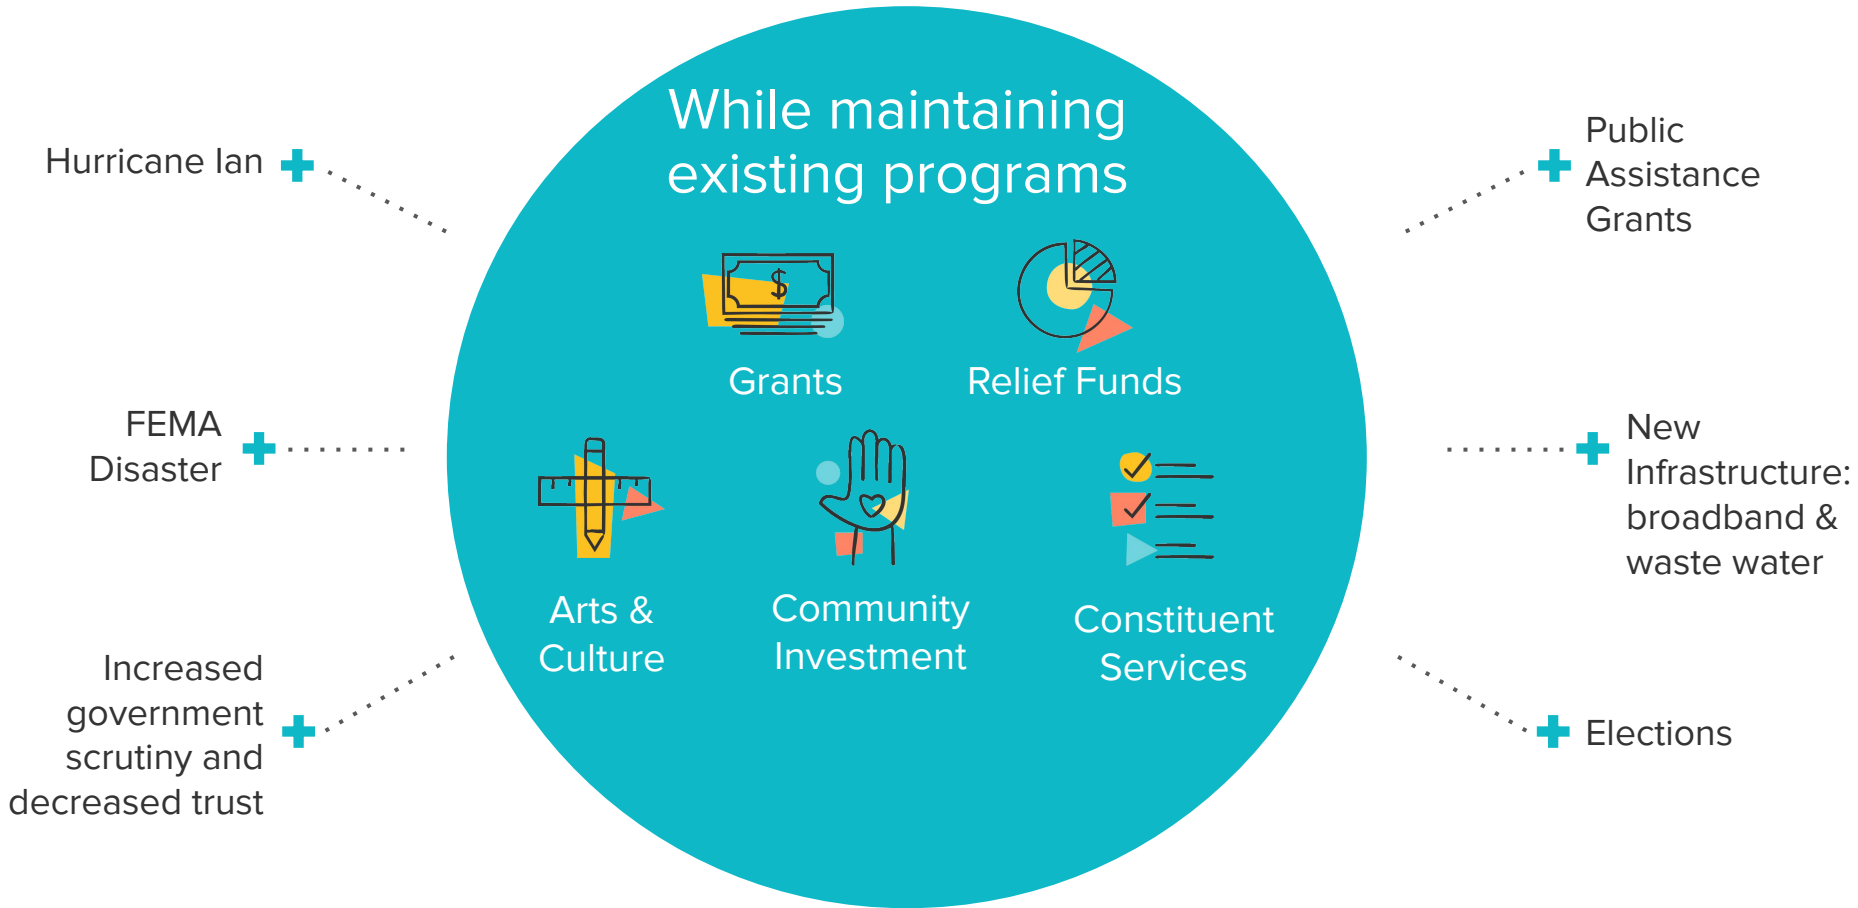 While maintaining
existing programs
Hurricane Ian
FEMA
Disaster
Increased
government
scrutiny and
decreased trust
$
Grants
Relief Funds
Arts &
Culture
Community
Investment
Constituent
Services
Public
Assistance
Grants
New
Infrastructure:
broadband &
waste water
Elections